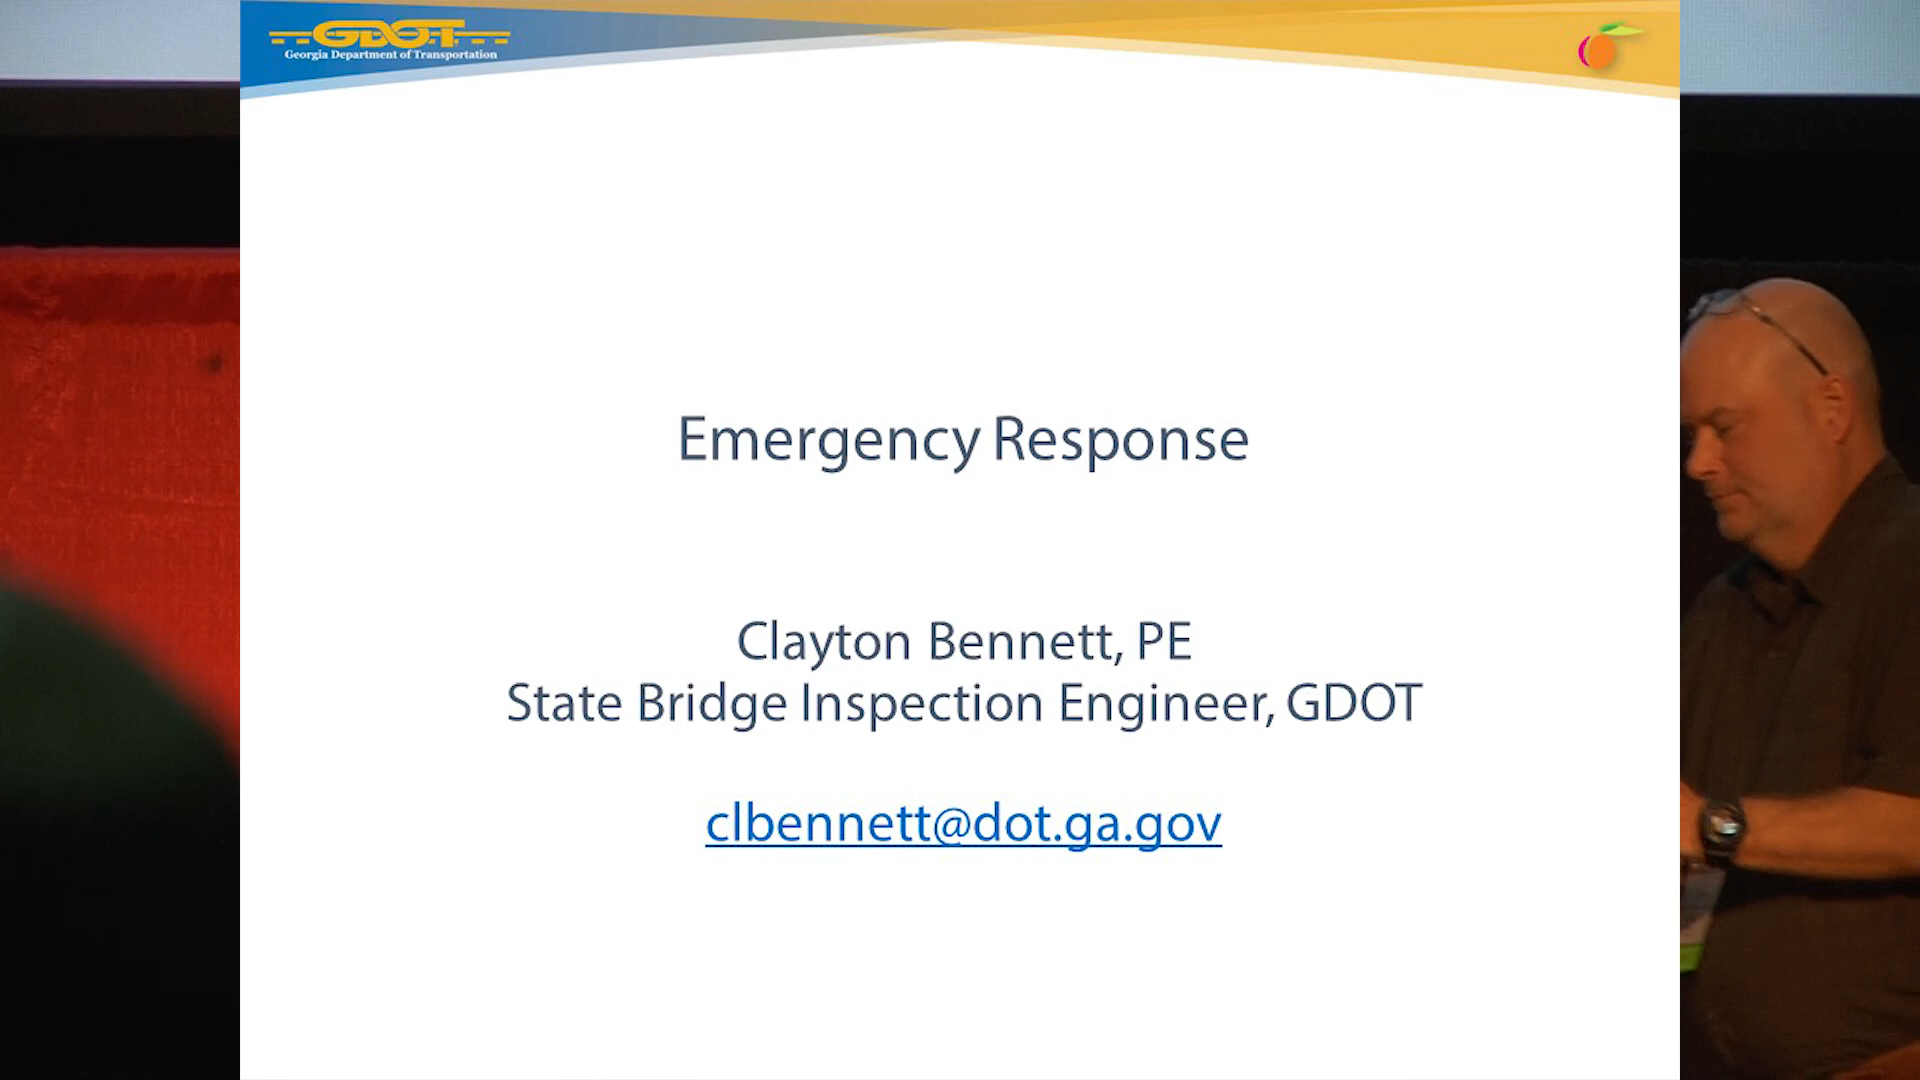 GDOT
Georgia Department of Transportation
Emergency Response
Clayton Bennett, PE
State Bridge Inspection Engineer, GDOT
clbennett@dot.ga.gov